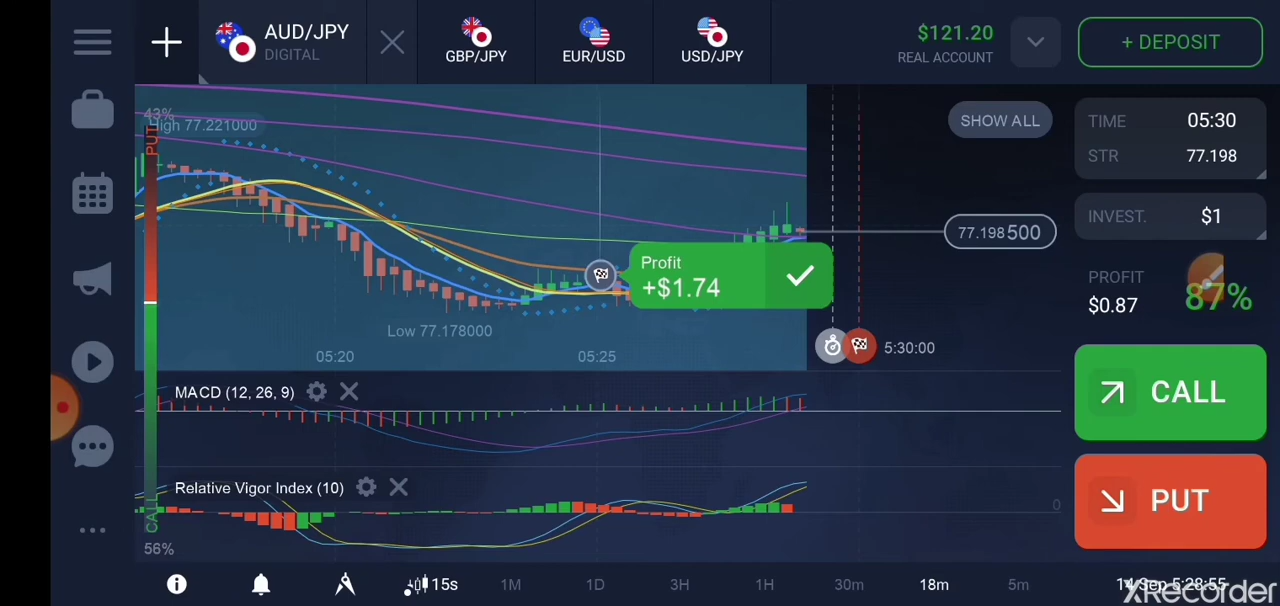 AUD/JPY
DIGITAL
GBP/JPY
EUR/USD
USD/JPY
$121.20
REAL ACCOUNT
+ DEPOSIT
43%
PUT
High 77.221000
SHOW ALL
TIME 05:30
STR 77.198
INVEST. $1
77.198500
Profit
+$1.74
PROFIT
$0.87
87%
Low 77.178000
05:20
05:25
5:30:00
CALL
MACD (12, 26, 9)
Relative Vigor Index (10)
0
PUT
CALL
56%
15s
1M
1D
3H
1H
30m
18m
5m
14 Sep 5:28:55
XRecorder